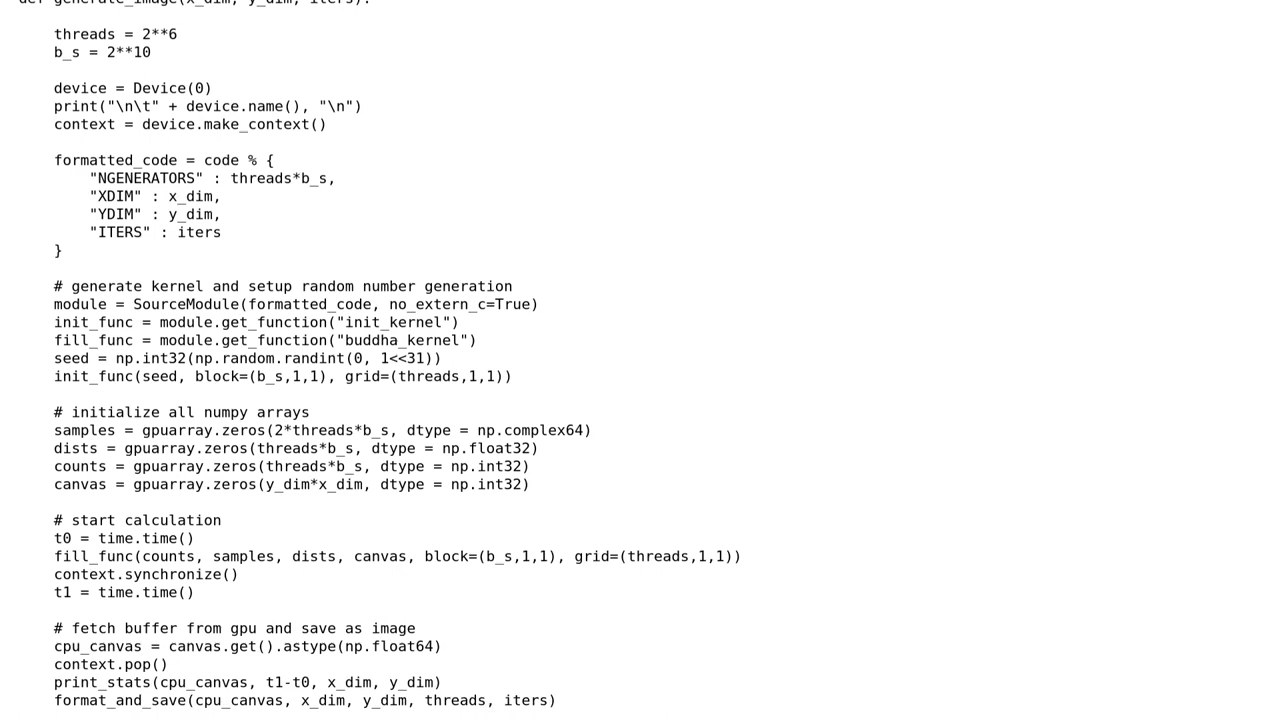 def generate_image(x_dim, y_dim, iters):
threads = 2**6
b_s = 2**10
device = Device(0)
print("\n\t" + device.name(), "\n")
context = device.make_context()
formatted_code = code % {
"NGENERATORS" : threads*b_s,
"XDIM" : x_dim,
"YDIM" : y_dim,
"ITERS" : iters
}
# generate kernel and setup random number generation
module = SourceModule(formatted_code, no_extern_c=True)
init_func = module.get_function("init_kernel")
fill_func = module.get_function("buddha_kernel")
seed = np.int32(np.random.randint(0, 1<<31))
init_func(seed, block=(b_s,1,1), grid=(threads,1,1))
# initialize all numpy arrays
samples = gpuarray.zeros(2*threads*b_s, dtype = np.complex64)
dists = gpuarray.zeros(threads*b_s, dtype = np.float32)
counts = gpuarray.zeros(threads*b_s, dtype = np.int32)
canvas = gpuarray.zeros(y_dim*x_dim, dtype = np.int32)
# start calculation
t0 = time.time()
fill_func(counts, samples, dists, canvas, block=(b_s,1,1), grid=(threads,1,1))
context.synchronize()
t1 = time.time()
# fetch buffer from gpu and save as image
cpu_canvas = canvas.get().astype(np.float64)
context.pop()
print_stats(cpu_canvas, t1-t0, x_dim, y_dim)
format_and_save(cpu_canvas, x_dim, y_dim, threads, iters)